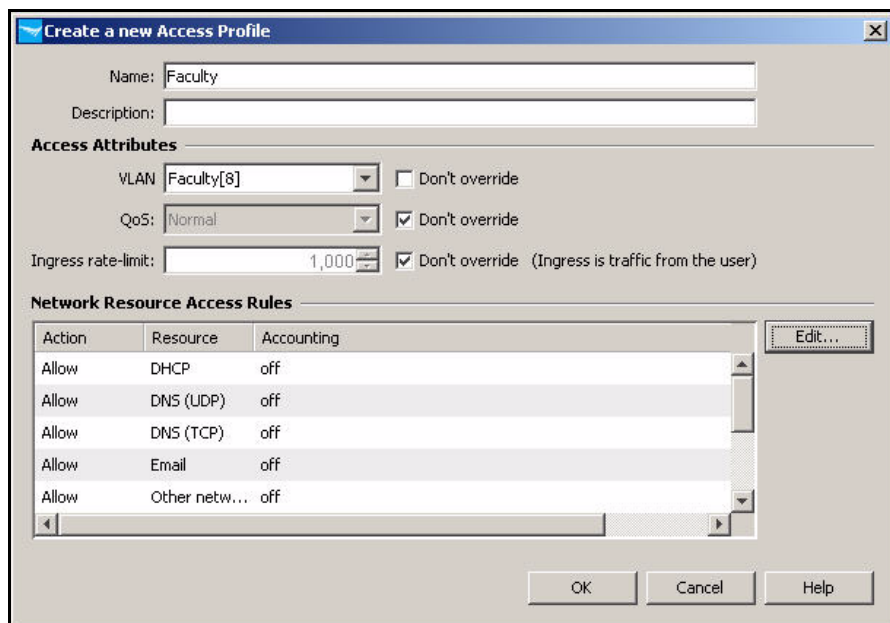 Create a new Access Profile
Name: Faculty
Description:
Access Attributes
VLAN Faculty[8] Don't override
QoS: Normal Don't override
Ingress rate-limit: 1,000 Don't override (Ingress is traffic from the user)
Network Resource Access Rules
Action Resource Accounting
Allow DHCP off
Allow DNS (UDP) off
Allow DNS (TCP) off
Allow Email off
Allow Other netw... off
Edit...
OK Cancel Help